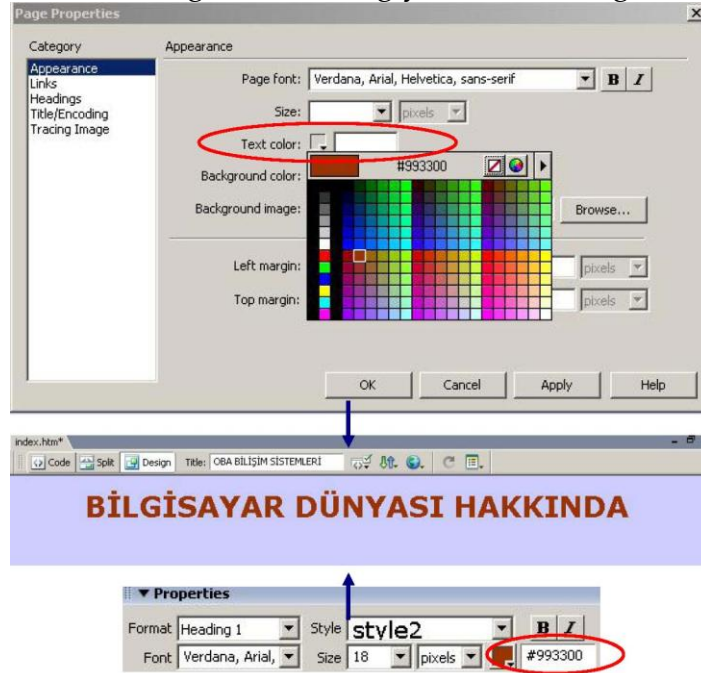 Page Properties
Category Appearance
Appearance
Links
Headings
Title/Encoding
Tracing Image
Page font: Verdana, Arial, Helvetica, sans-serif B I
Size: pixels
Text color:
#993300
Background color:
Background image: Browse...
Left margin: pixels
Top margin: pixels
OK Cancel Apply Help
index.htm*
Code Split Design Title: OBA BİLİŞİM SİSTEMLERİ
BİLGİSAYAR DÜNYASI HAKKINDA
Properties
Format Heading 1 Style style2 B I
Font Verdana, Arial, Size 18 pixels #993300